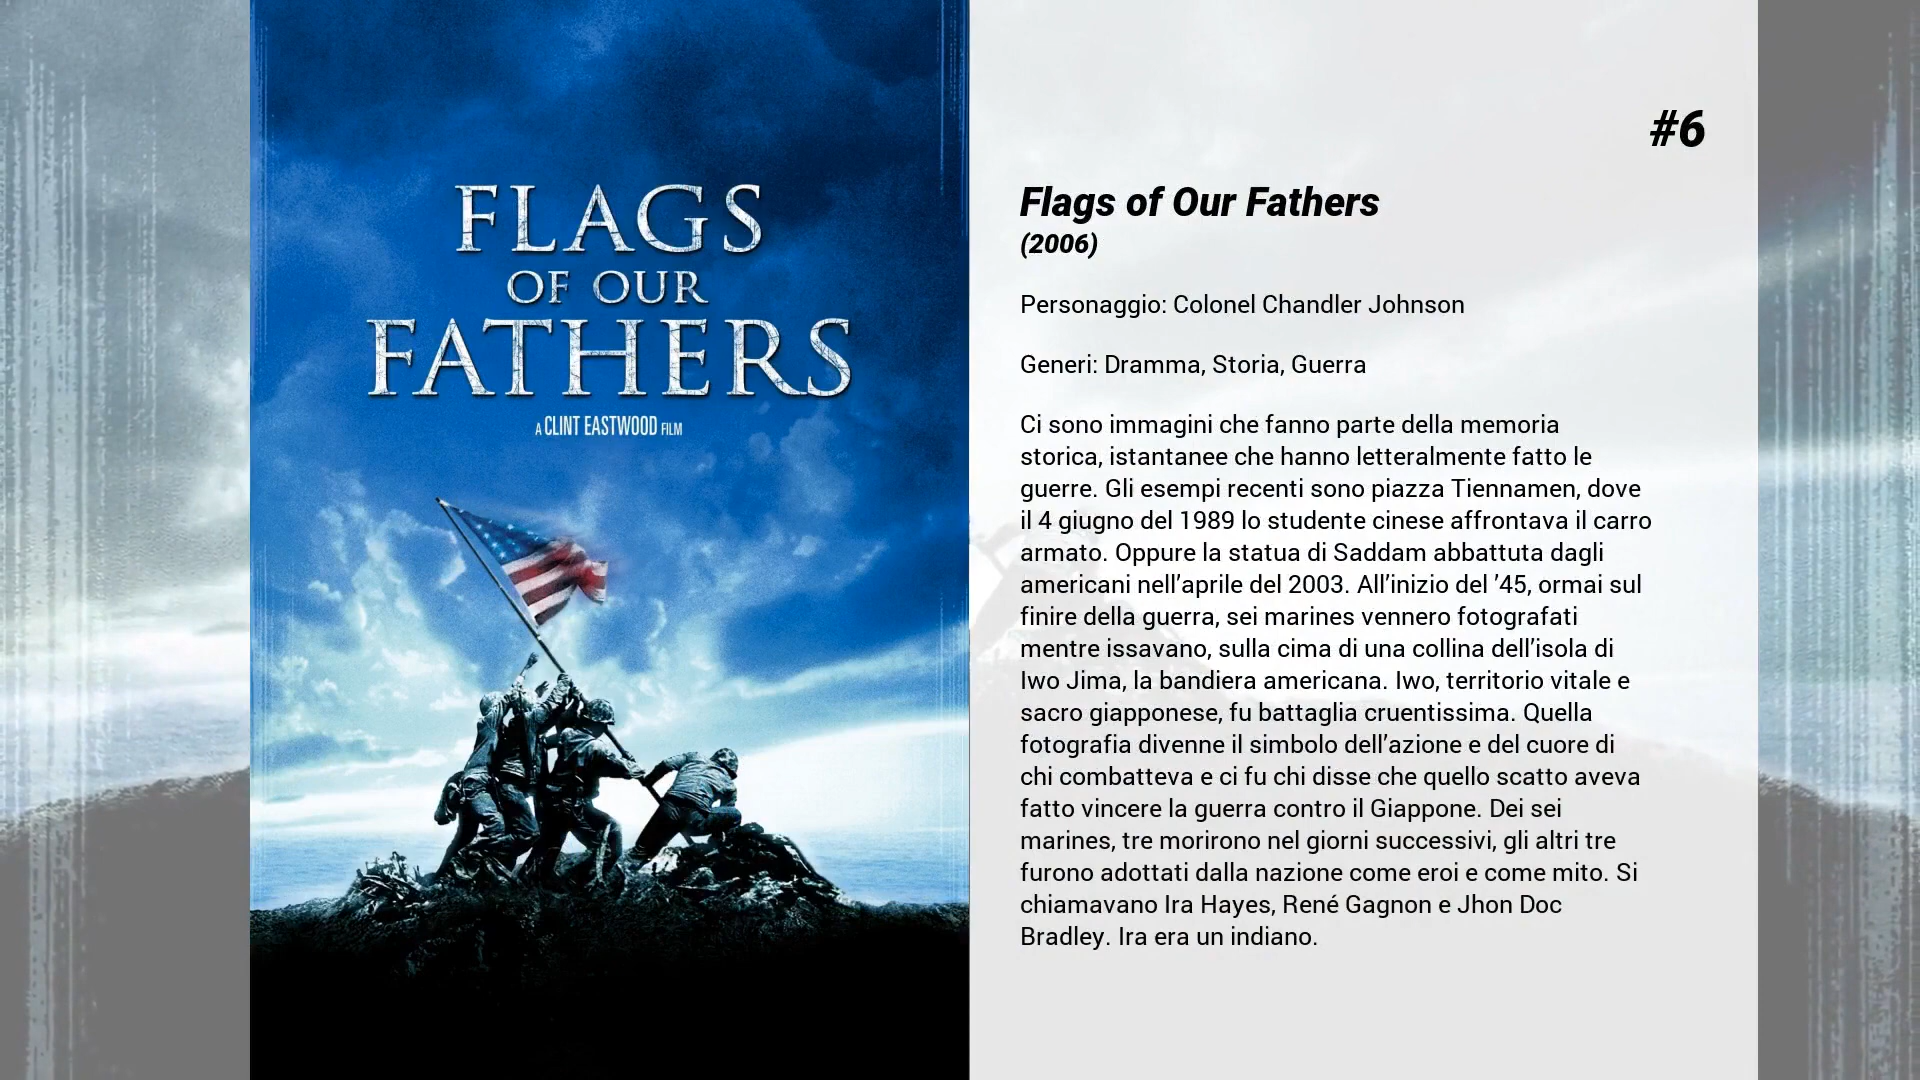 FLAGS
OF OUR
FATHERS
A CLINT EASTWOOD FILM
#6
Flags of Our Fathers
(2006)
Personaggio: Colonel Chandler Johnson
Generi: Dramma, Storia, Guerra
Ci sono immagini che fanno parte della memoria
storica, istantanee che hanno letteralmente fatto le
guerre. Gli esempi recenti sono piazza Tiennamen, dove
il 4 giugno del 1989 lo studente cinese affrontava il carro
armato. Oppure la statua di Saddam abbattuta dagli
americani nell’aprile del 2003. All’inizio del ’45, ormai sul
finire della guerra, sei marines vennero fotografati
mentre issavano, sulla cima di una collina dell’isola di
Iwo Jima, la bandiera americana. Iwo, territorio vitale e
sacro giapponese, fu battaglia cruentissima. Quella
fotografia divenne il simbolo dell’azione e del cuore di
chi combatteva e ci fu chi disse che quello scatto aveva
fatto vincere la guerra contro il Giappone. Dei sei
marines, tre morirono nel giorni successivi, gli altri tre
furono adottati dalla nazione come eroi e come mito. Si
chiamavano Ira Hayes, René Gagnon e Jhon Doc
Bradley. Ira era un indiano.